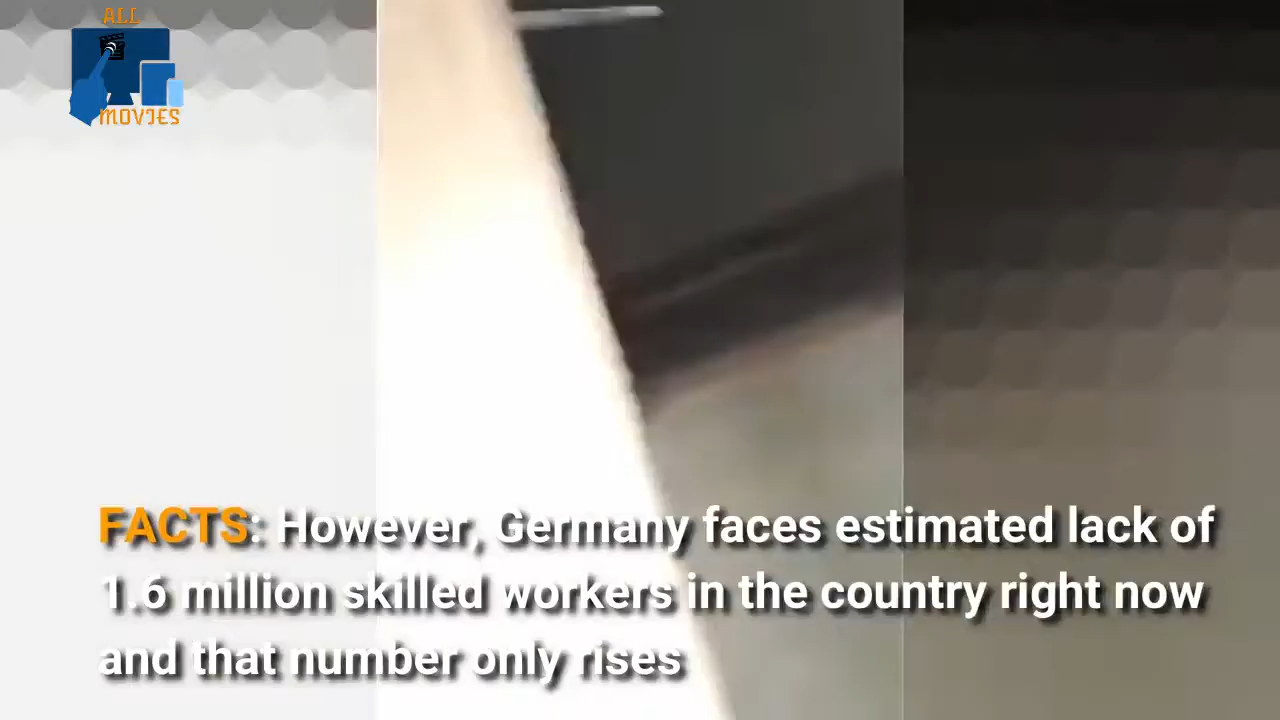 ALL
MOVIES
FACTS: However, Germany faces estimated lack of
1.6 million skilled workers in the country right now
and that number only rises